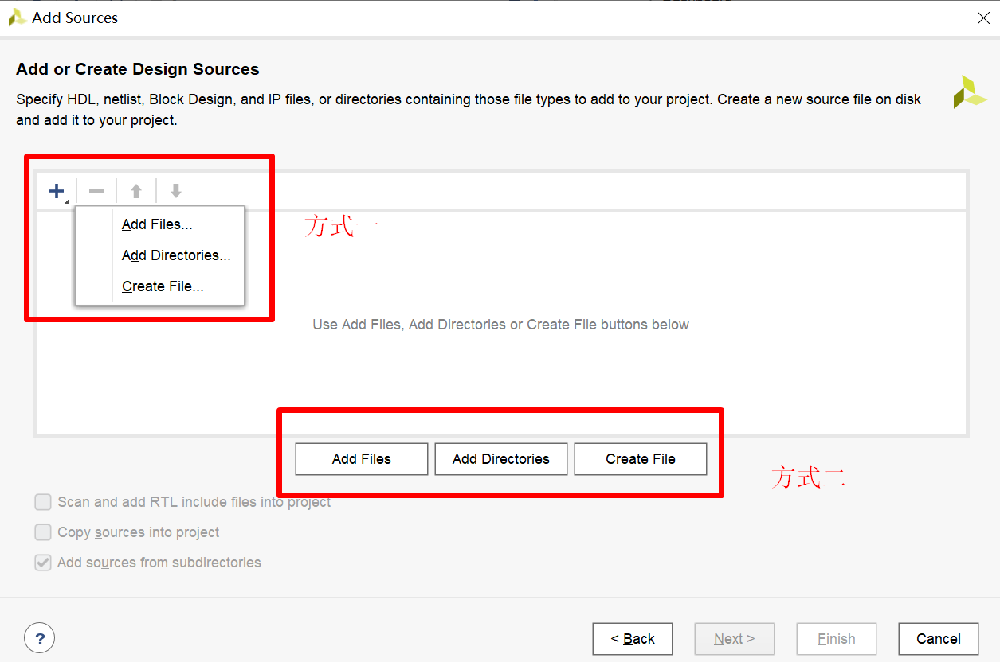 Add Sources
Add or Create Design Sources
Specify HDL, netlist, Block Design, and IP files, or directories containing those file types to add to your project. Create a new source file on disk
and add it to your project.
Add Files...
方式一
Add Directories...
Create File...
Use Add Files, Add Directories or Create File buttons below
Add Files Add Directories Create File
方式二
Scan and add RTL include files into project
Copy sources into project
Add sources from subdirectories
? < Back Next > Finish Cancel